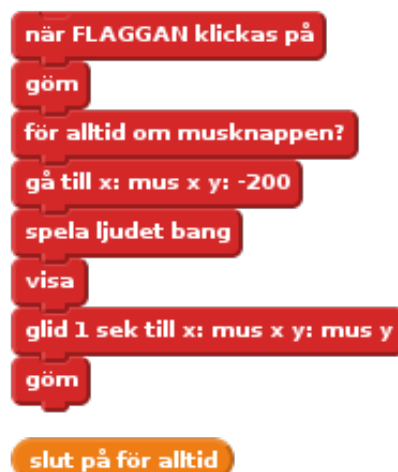 när FLAGGAN klickas på
göm
för alltid om musknappen?
gå till x: mus x y: -200
spela ljudet bang
visa
glid 1 sek till x: mus x y: mus y
göm
slut på för alltid